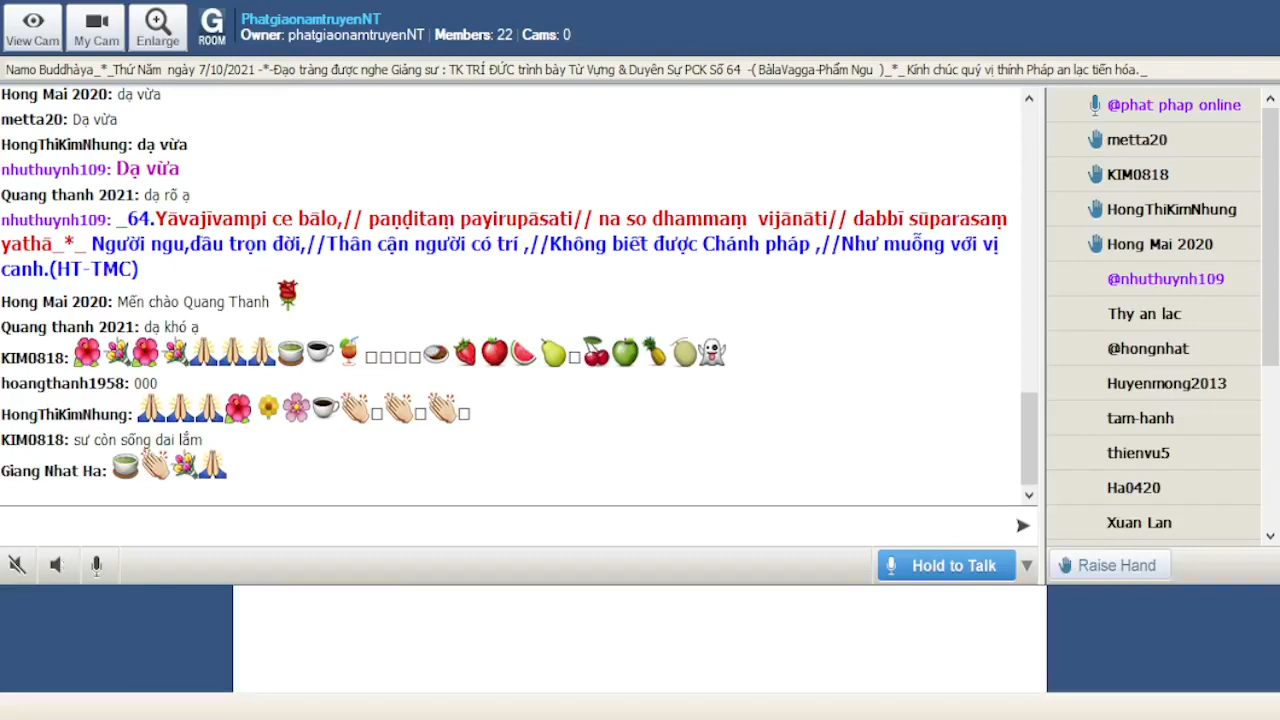 View Cam
My Cam
Enlarge
G
ROOM
PhatgiaonamtruyenNT
Owner: phatgiaonamtruyenNT | Members: 22 | Cams: 0
Namo Buddhàya_*_Thứ Năm ngày 7/10/2021 -*-Đạo tràng được nghe Giảng sư : TK TRÍ ĐỨC trình bày Từ Vựng & Duyên Sự PCK Số 64 -( BàlaVagga-Phẩm Ngu )_*_Kính chúc quý vị thính Pháp an lạc tiến hóa._
Hong Mai 2020: dạ vừa
metta20: Dạ vừa
HongThiKimNhung: dạ vừa
nhuthuynh109: Dạ vừa
Quang thanh 2021: dạ rõ ạ
nhuthuynh109: _64.Yāvajīvampi ce bālo,// paṇḍitaṃ payirupāsati// na so dhammaṃ vijānāti// dabbī sūparasaṃ
yathā_*_ Người ngu,dầu trọn đời,//Thân cận người có trí ,//Không biết được Chánh pháp ,//Như muỗng với vị
canh.(HT-TMC)
Hong Mai 2020: Mến chào Quang Thanh
Quang thanh 2021: dạ khó ạ
KIM0818:
hoangthanh1958: 000
HongThiKimNhung:
KIM0818: sư còn sống dai lắm
Giang Nhat Ha:
@phat phap online
metta20
KIM0818
HongThiKimNhung
Hong Mai 2020
@nhuthuynh109
Thy an lac
@hongnhat
Huyenmong2013
tam-hanh
thienvu5
Ha0420
Xuan Lan
Hold to Talk
Raise Hand